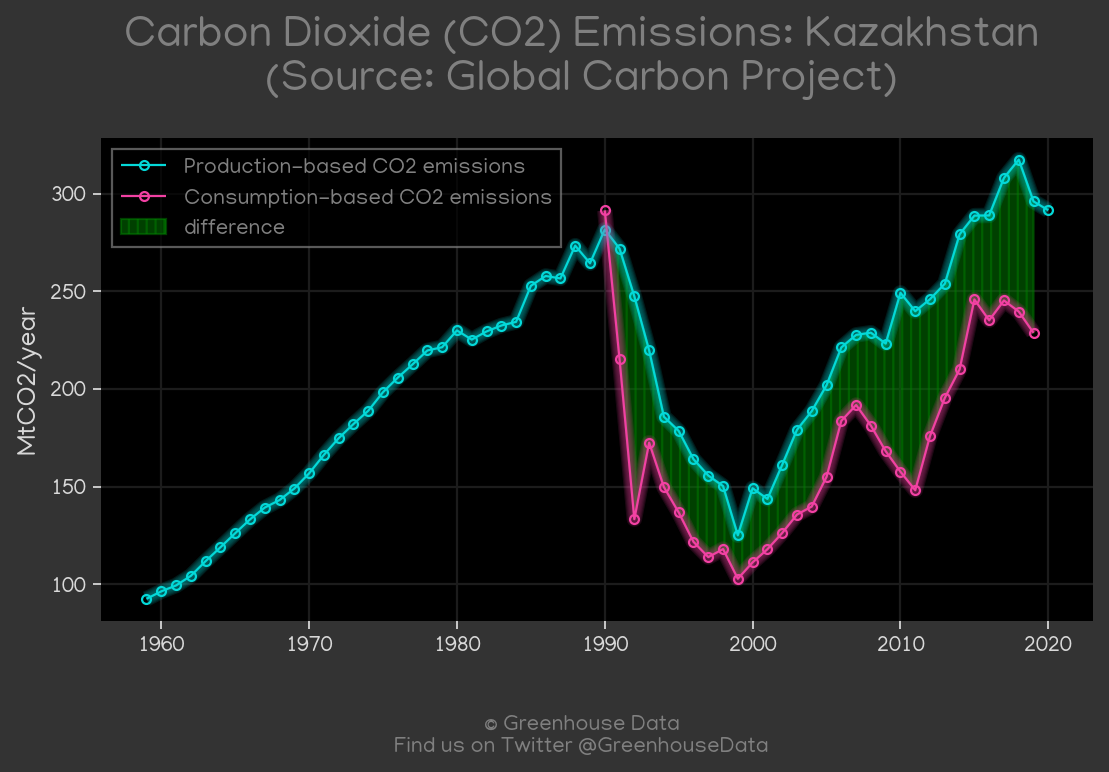 Carbon Dioxide (CO2) Emissions: Kazakhstan
(Source: Global Carbon Project)
Production-based CO2 emissions
Consumption-based CO2 emissions
difference
MtCO2/year
300
250
200
150
100
1960
1970
1980
1990
2000
2010
2020
© Greenhouse Data
Find us on Twitter @GreenhouseData